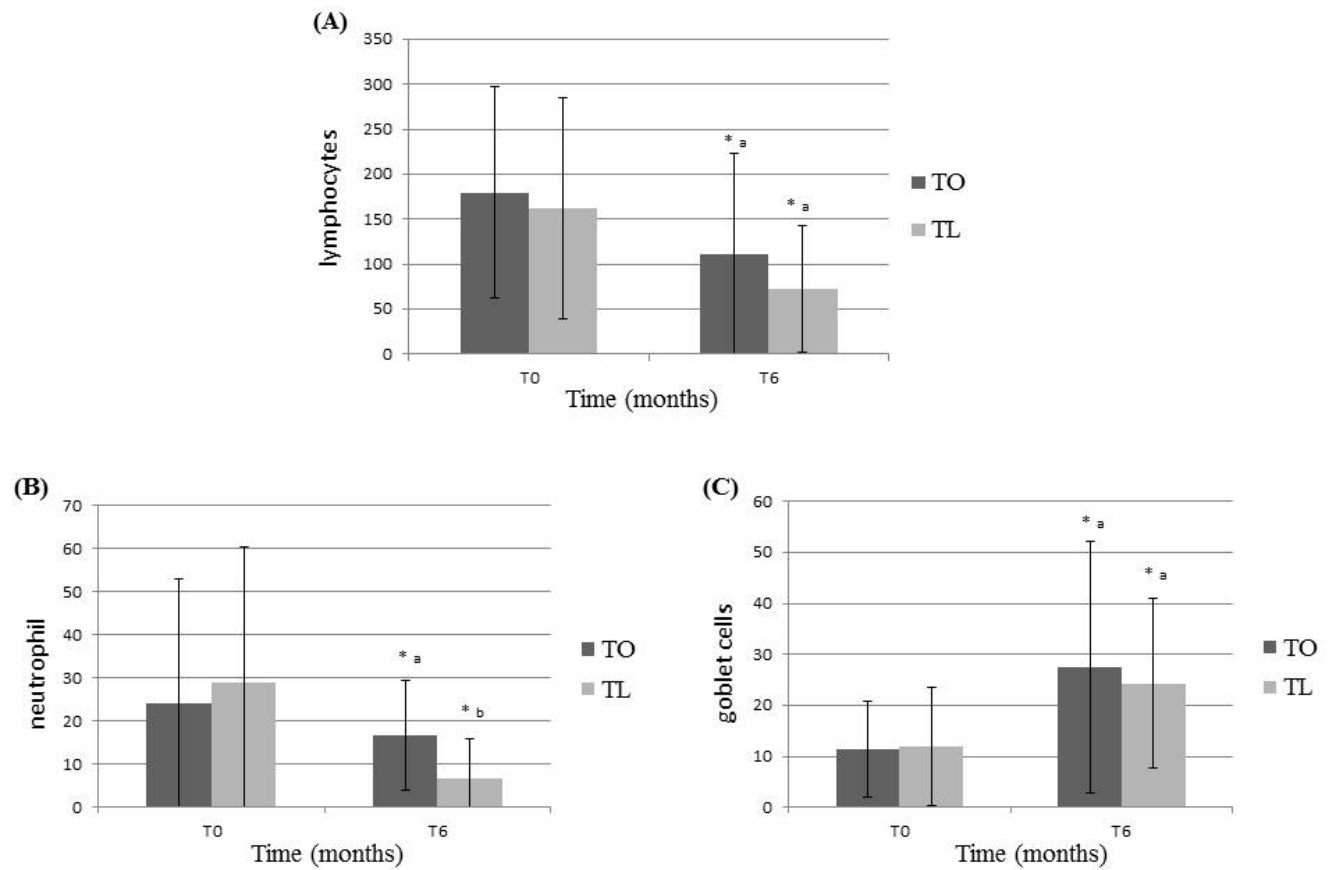 (A)
350
300
250
200
150
100
50
0
lymphocytes
* a
* a
T0
T6
Time (months)
TO
TL
(B)
70
60
50
40
30
20
10
0
neutrophil
* a
* b
T0
T6
Time (months)
TO
TL
(C)
60
50
40
30
20
10
0
goblet cells
* a
* a
T0
T6
Time (months)
TO
TL